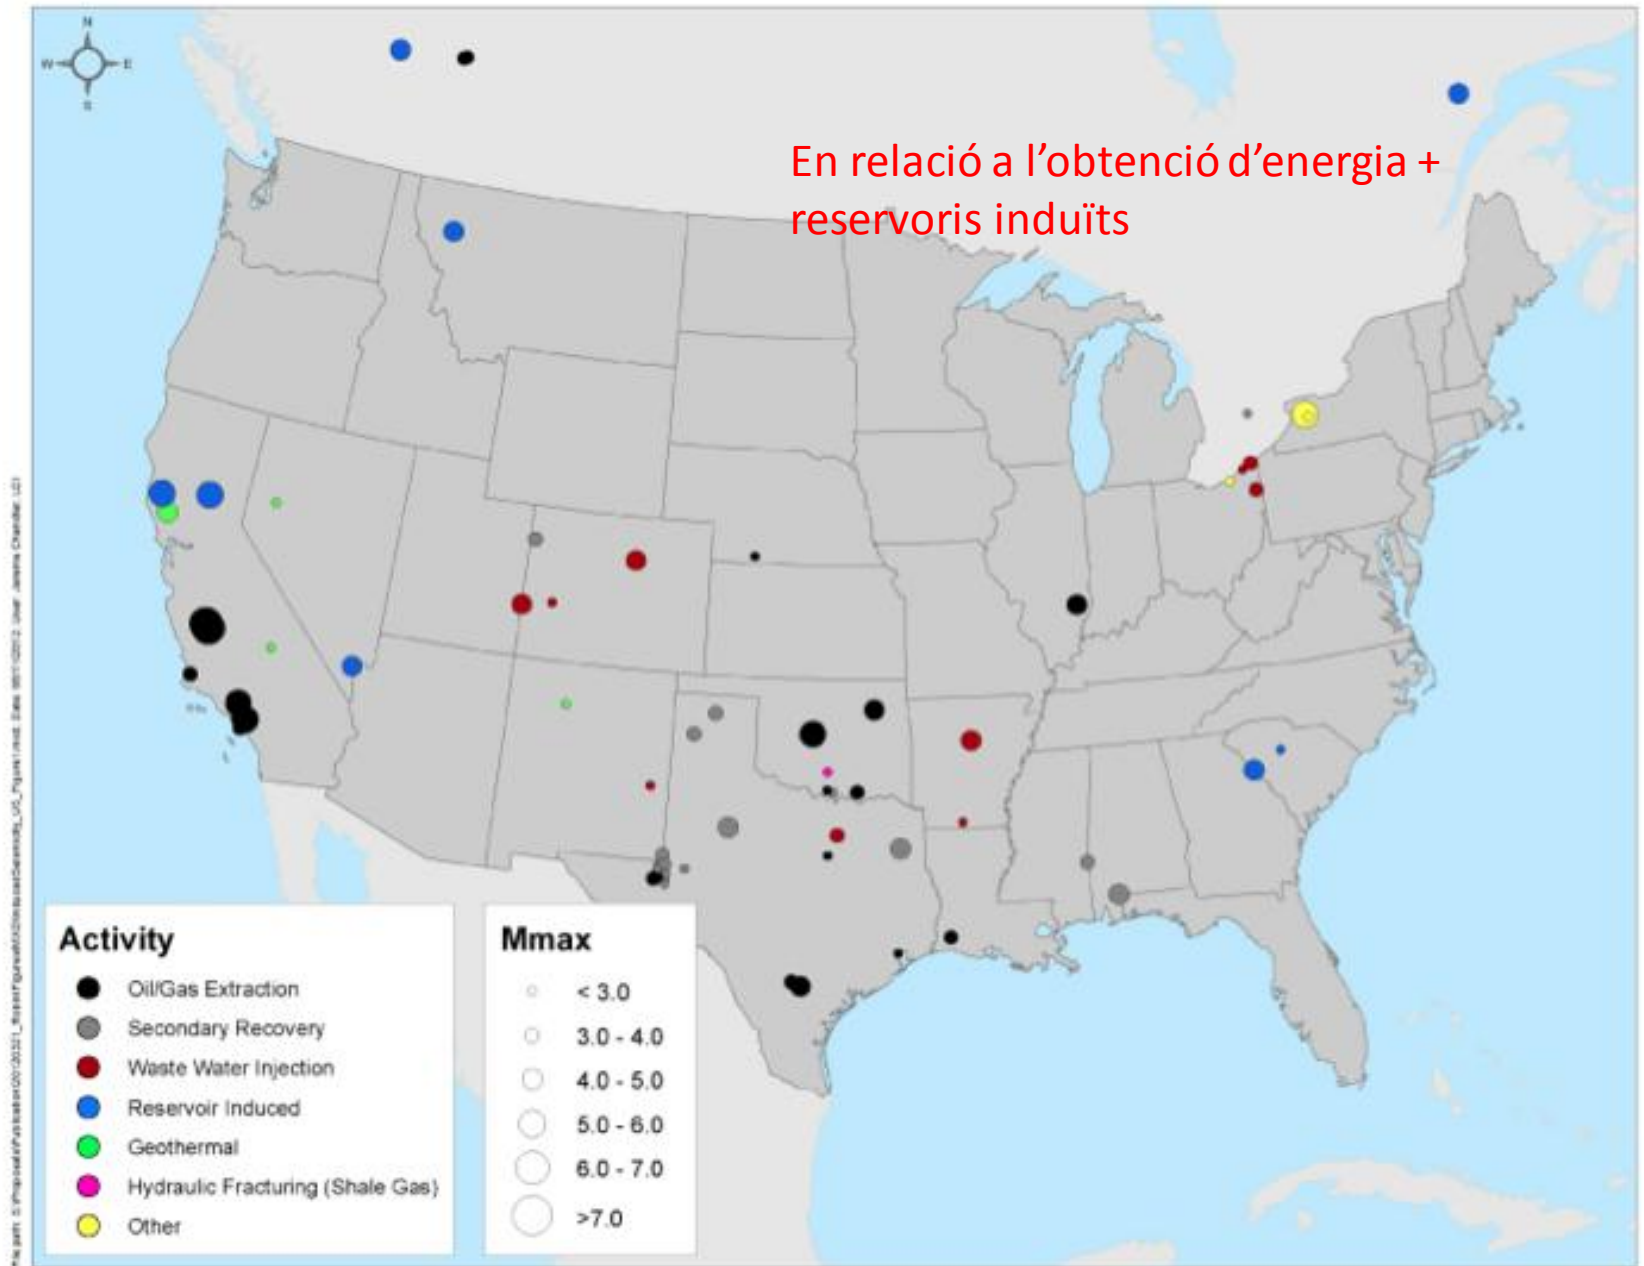 N
W
E
S
En relació a l’obtenció d’energia +
reservoris induïts
Activity
Oil/Gas Extraction
Secondary Recovery
Waste Water Injection
Reservoir Induced
Geothermal
Hydraulic Fracturing (Shale Gas)
Other
Mmax
< 3.0
3.0 - 4.0
4.0 - 5.0
5.0 - 6.0
6.0 - 7.0
>7.0